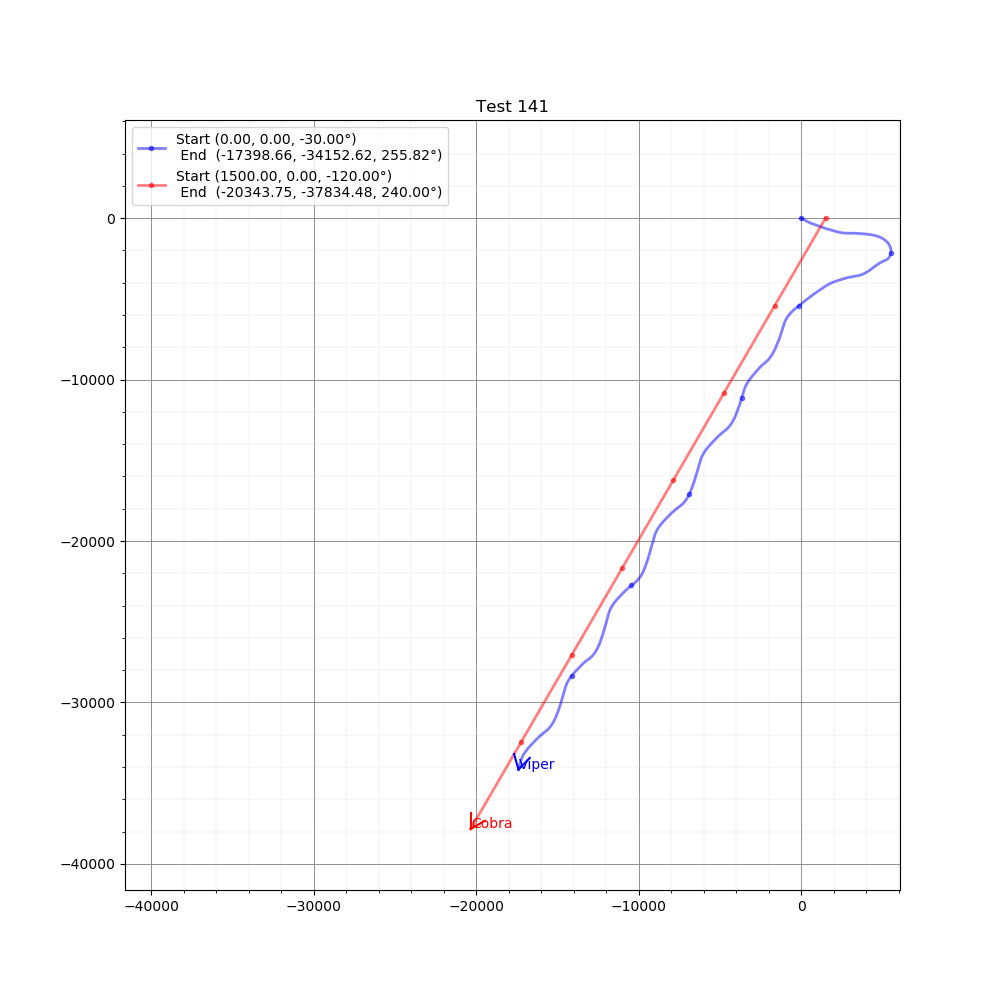 Test 141
Start (0.00, 0.00, -30.00°)
End (-17398.66, -34152.62, 255.82°)
Start (1500.00, 0.00, -120.00°)
End (-20343.75, -37834.48, 240.00°)
0
−10000
−20000
−30000
−40000
Viper
Cobra
−40000
−30000
−20000
−10000
0